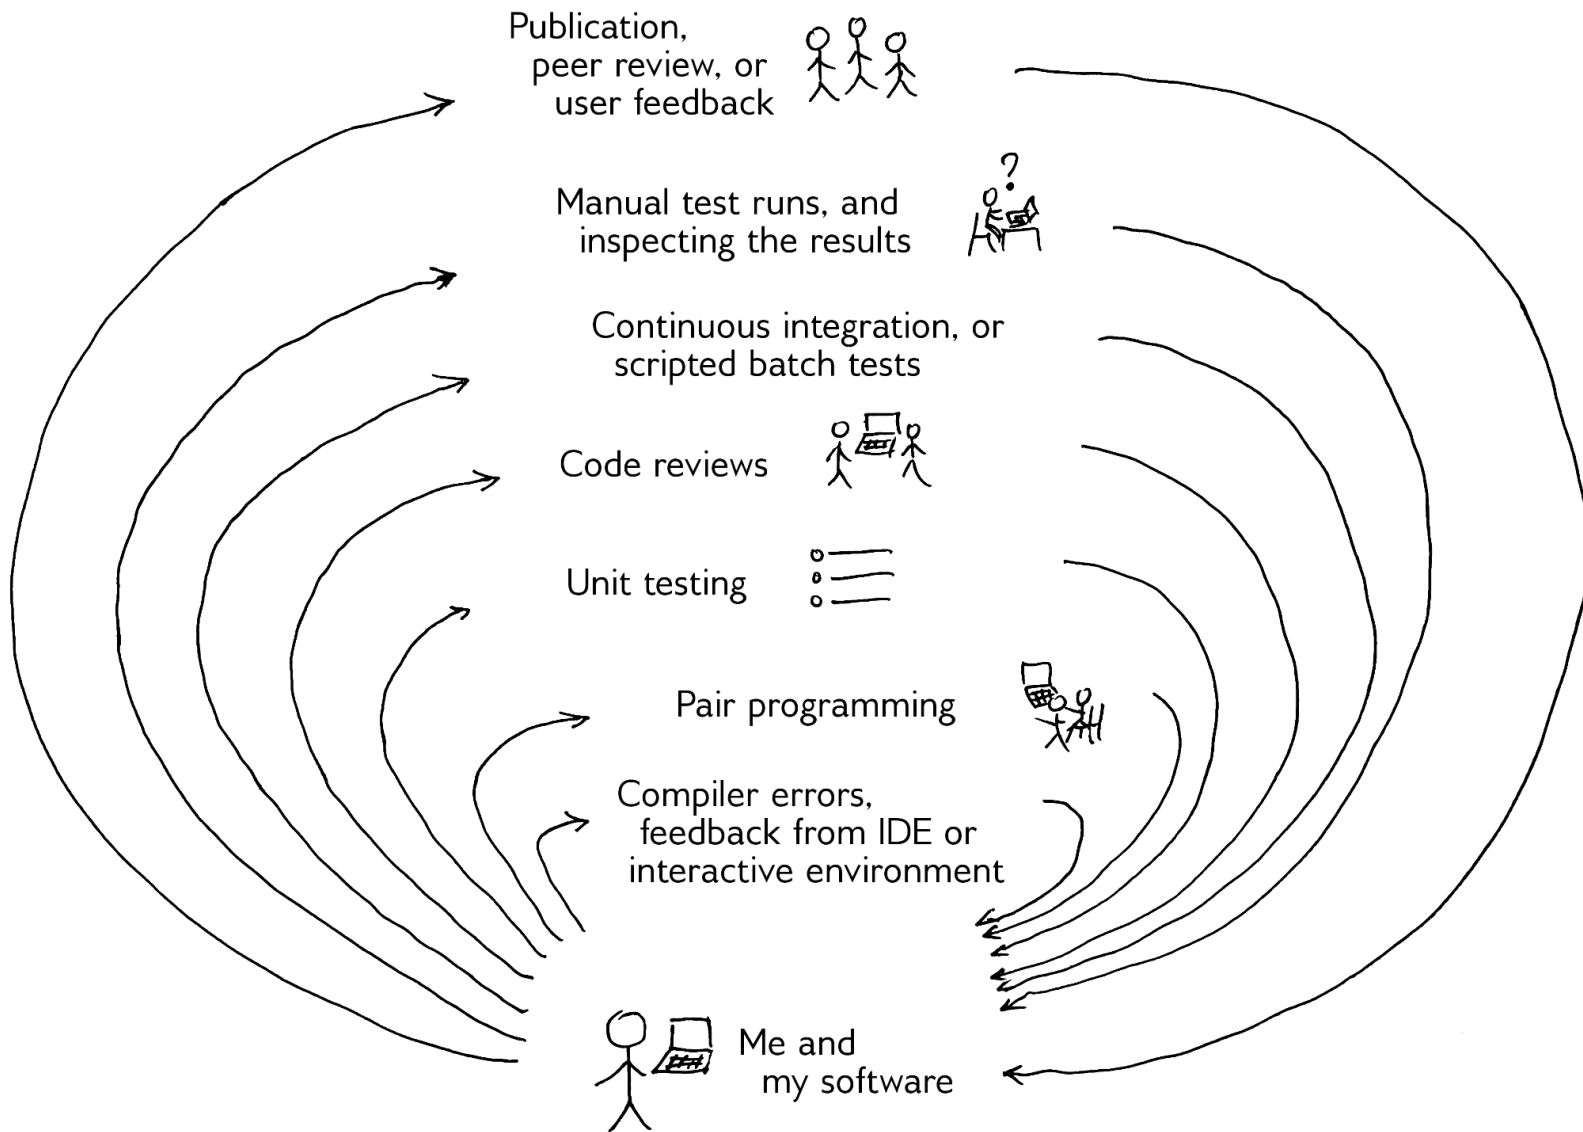 Publication,
peer review, or
user feedback
?
Manual test runs, and
inspecting the results
Continuous integration, or
scripted batch tests
Code reviews
Unit testing
Pair programming
Compiler errors,
feedback from IDE or
interactive environment
Me and
my software